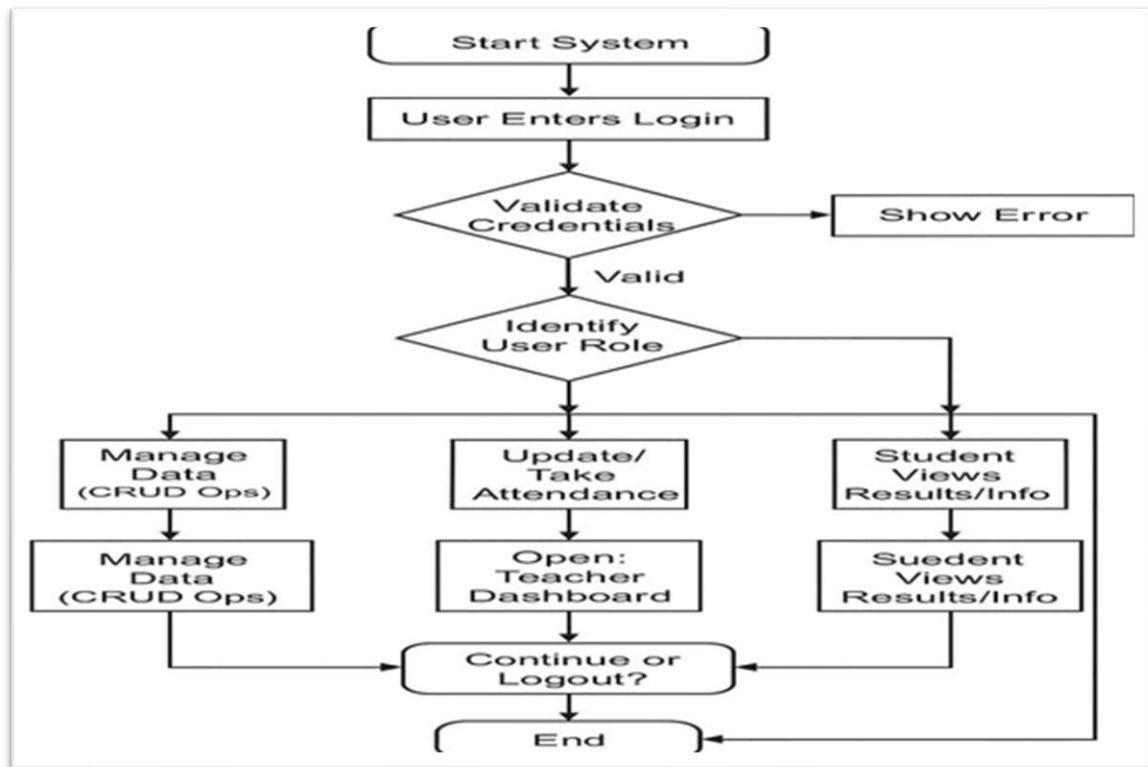 Start System
User Enters Login
Validate
Credentials
Show Error
Valid
Identify
User Role
Manage
Data
(CRUD Ops)
Update/
Take
Attendance
Student
Views
Results/Info
Manage
Data
(CRUD Ops)
Open:
Teacher
Dashboard
Suedent
Views
Results/Info
Continue or
Logout?
End